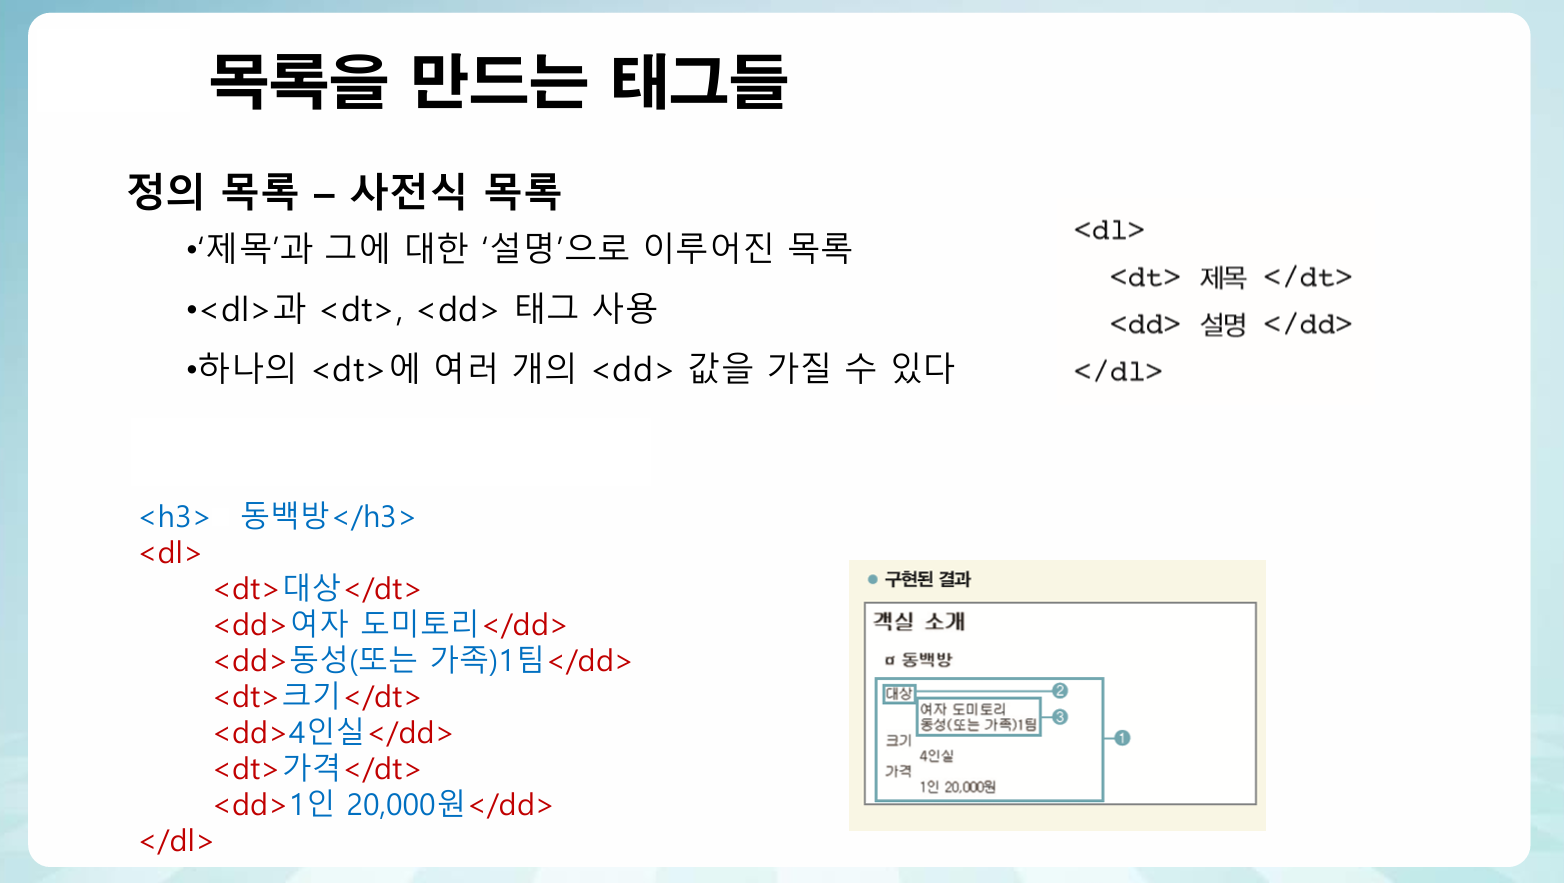 목록을 만드는 태그들
정의 목록 – 사전식 목록
•‘제목’과 그에 대한 ‘설명’으로 이루어진 목록
•<dl>과 <dt>, <dd> 태그 사용
•하나의 <dt>에 여러 개의 <dd> 값을 가질 수 있다
<dl>
<dt> 제목 </dt>
<dd> 설명 </dd>
</dl>
<h3> 동백방</h3>
<dl>
<dt>대상</dt>
<dd>여자 도미토리</dd>
<dd>동성(또는 가족)1팀</dd>
<dt>크기</dt>
<dd>4인실</dd>
<dt>가격</dt>
<dd>1인 20,000원</dd>
</dl>
● 구현된 결과
객실 소개
동백방
대상 ②
여자 도미토리
동성(또는 가족)1팀 ③
크기 ①
4인실
가격
1인 20,000원